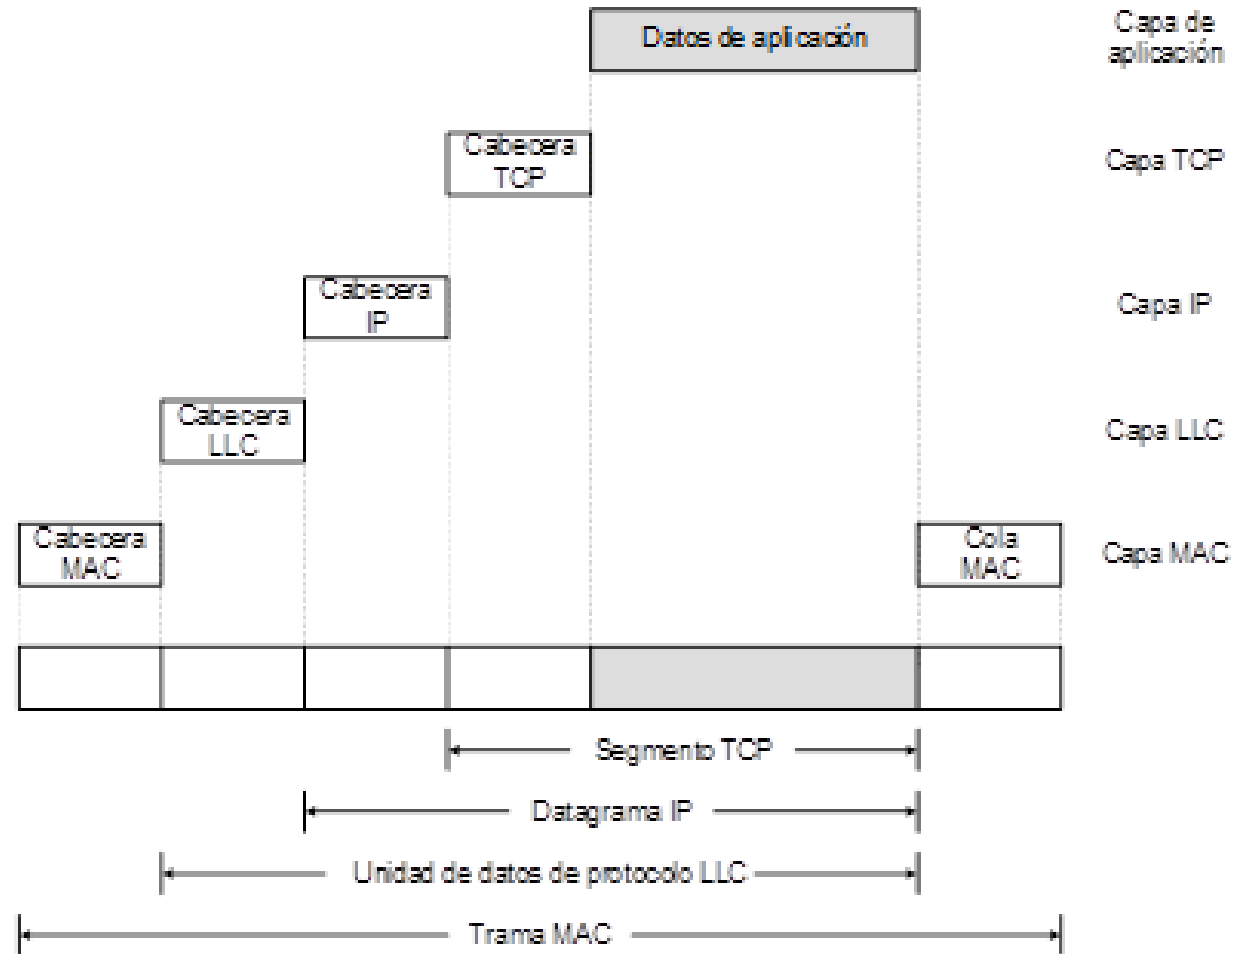 Datos de aplicación
Capa de
aplicación
Cabecera
TCP
Capa TCP
Cabecera
IP
Capa IP
Cabecera
LLC
Capa LLC
Cabecera
MAC
Cola
MAC
Capa MAC
Segmento TCP
Datagrama IP
Unidad de datos de protocolo LLC
Trama MAC